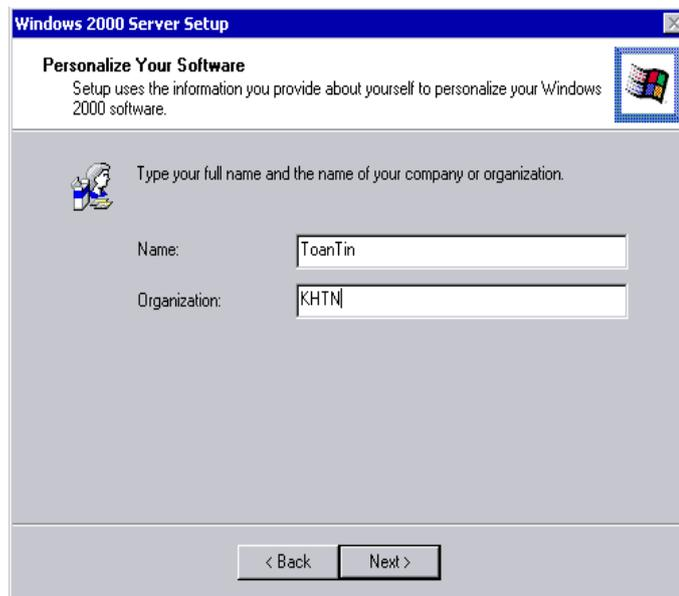 Windows 2000 Server Setup
Personalize Your Software
Setup uses the information you provide about yourself to personalize your Windows
2000 software.
Type your full name and the name of your company or organization.
Name:
ToanTin
Organization:
KHTN
< Back
Next >